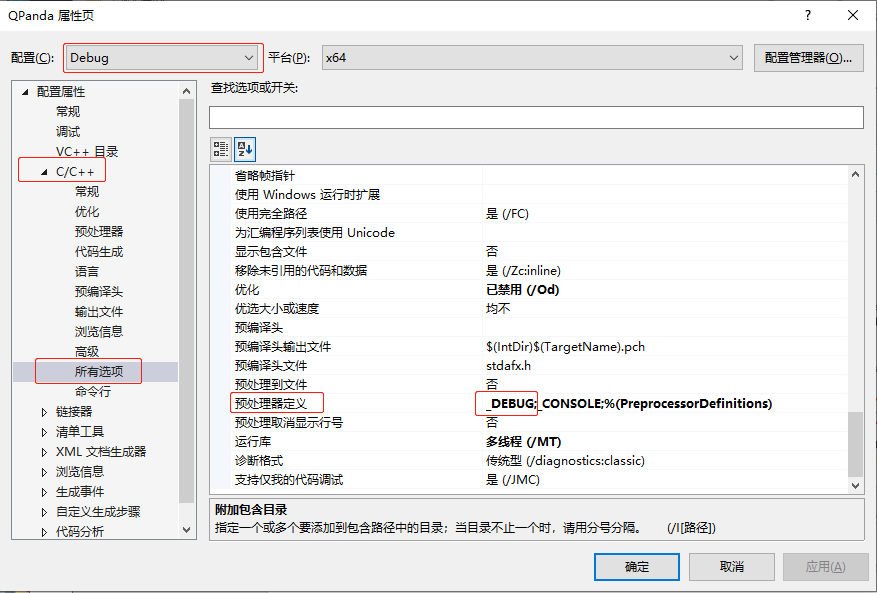 QPanda 属性页
配置(C): Debug 平台(P): x64 配置管理器(O)...
配置属性
常规
调试
VC++ 目录
C/C++
常规
优化
预处理器
代码生成
语言
预编译头
输出文件
浏览信息
高级
所有选项
命令行
链接器
清单工具
XML 文档生成器
浏览信息
生成事件
自定义生成步骤
代码分析
查找选项或开关:
省略帧指针
使用 Windows 运行时扩展
使用完全路径 是 (/FC)
为汇编程序列表使用 Unicode
显示包含文件 否
移除未引用的代码和数据 是 (/Zc:inline)
优化 已禁用 (/Od)
优选大小或速度 均不
预编译头
预编译头输出文件 $(IntDir)$(TargetName).pch
预编译头文件 stdafx.h
预处理到文件 否
预处理器定义 _DEBUG;_CONSOLE;%(PreprocessorDefinitions)
预处理取消显示行号 否
运行库 多线程 (/MT)
诊断格式 传统型 (/diagnostics:classic)
支持仅我的代码调试 是 (/JMC)
附加包含目录
指定一个或多个要添加到包含路径中的目录；当目录不止一个时，请用分号分隔。 (/I[路径])
确定 取消 应用(A)